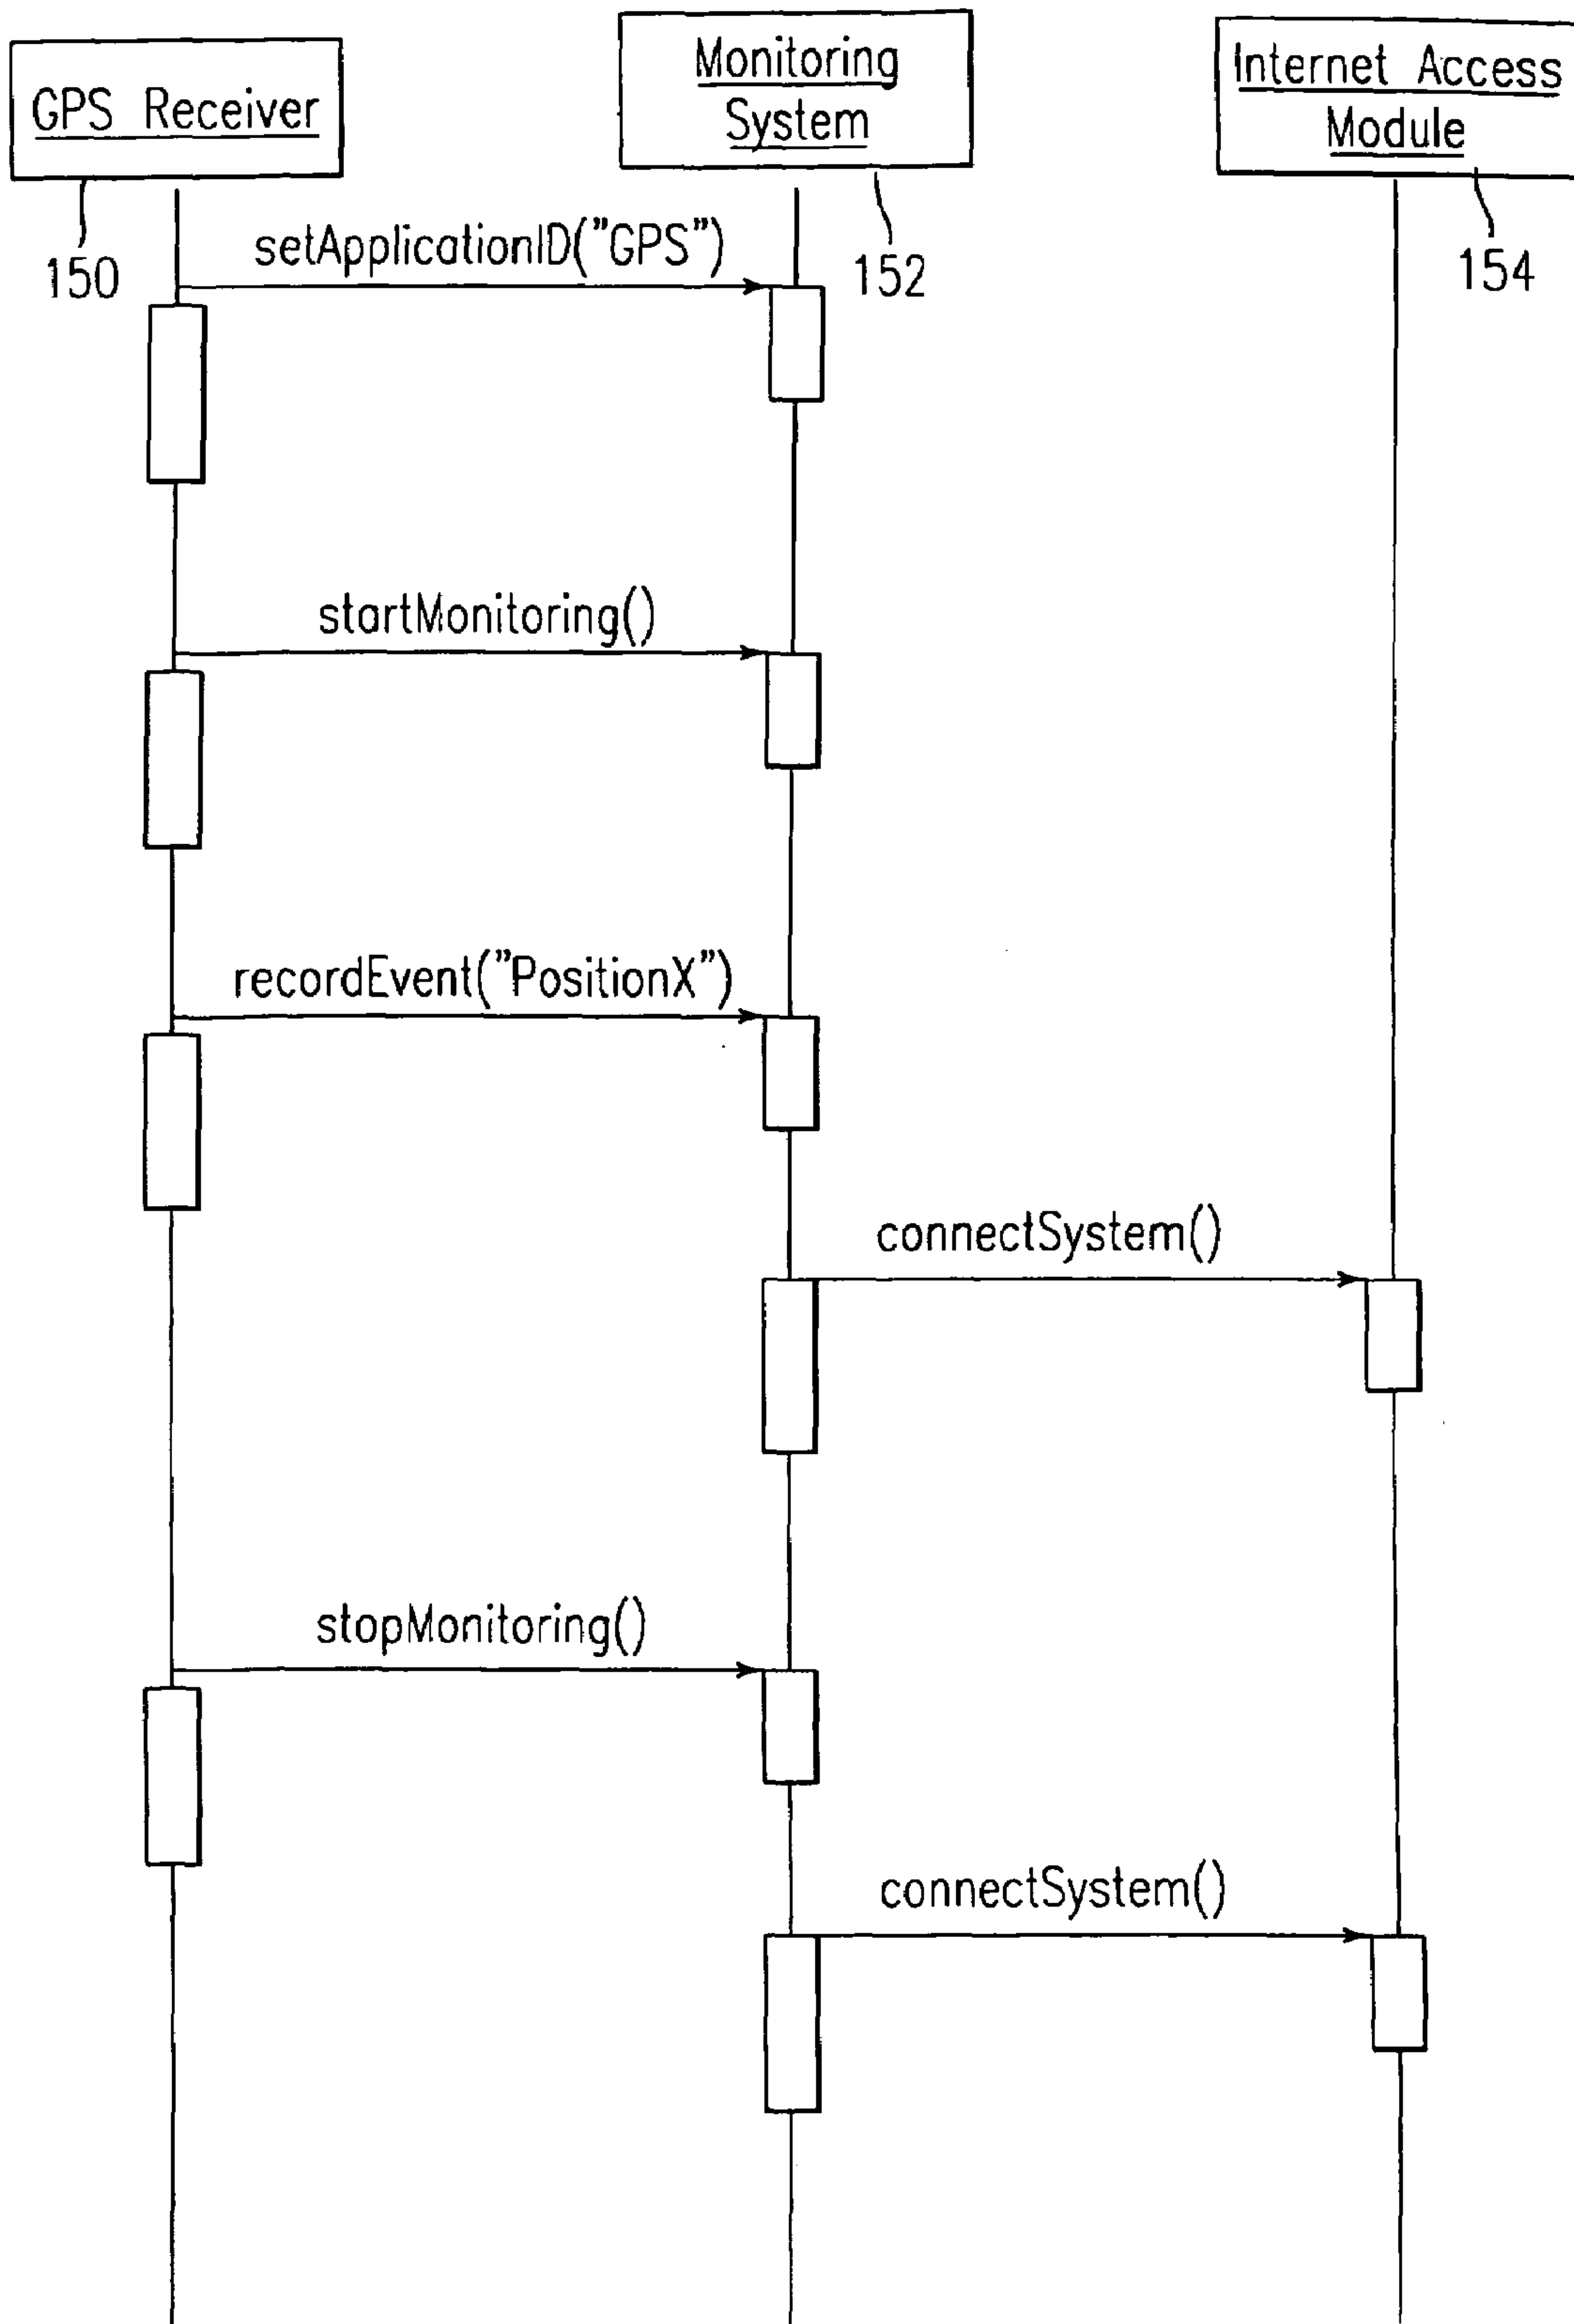 GPS Receiver
Monitoring
System
Internet Access
Module
150
152
154
setApplicationID("GPS")
startMonitoring()
recordEvent("PositionX")
connectSystem()
stopMonitoring()
connectSystem()